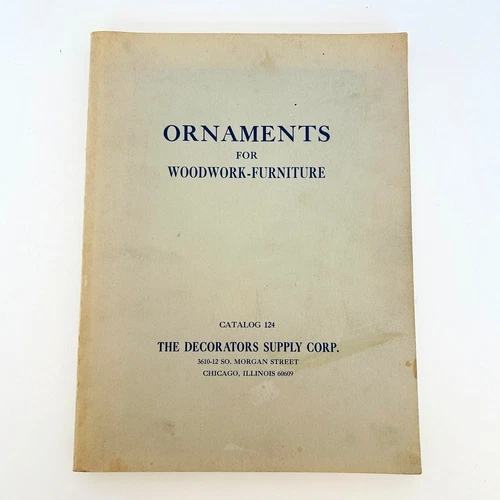 ORNAMENTS
FOR
WOODWORK-FURNITURE
CATALOG 124
THE DECORATORS SUPPLY CORP.
3610-12 SO. MORGAN STREET
CHICAGO, ILLINOIS 60609